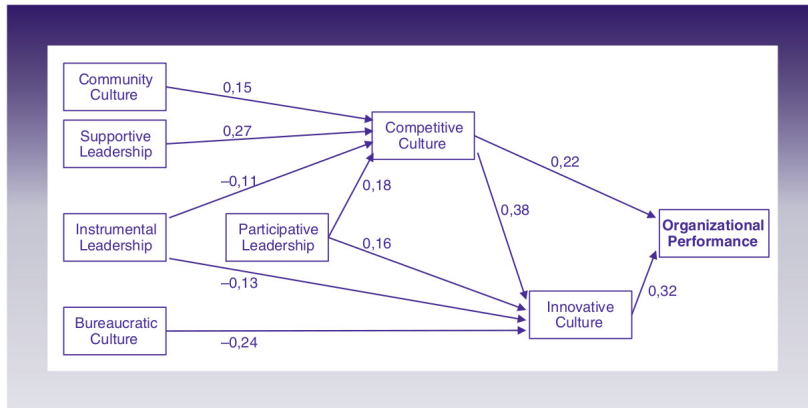 Community
Culture
0,15
Supportive
Leadership
0,27
Competitive
Culture
–0,11
0,18
0,22
Instrumental
Leadership
Participative
Leadership
0,16
0,38
Organizational
Performance
–0,13
0,32
Innovative
Culture
Bureaucratic
Culture
–0,24